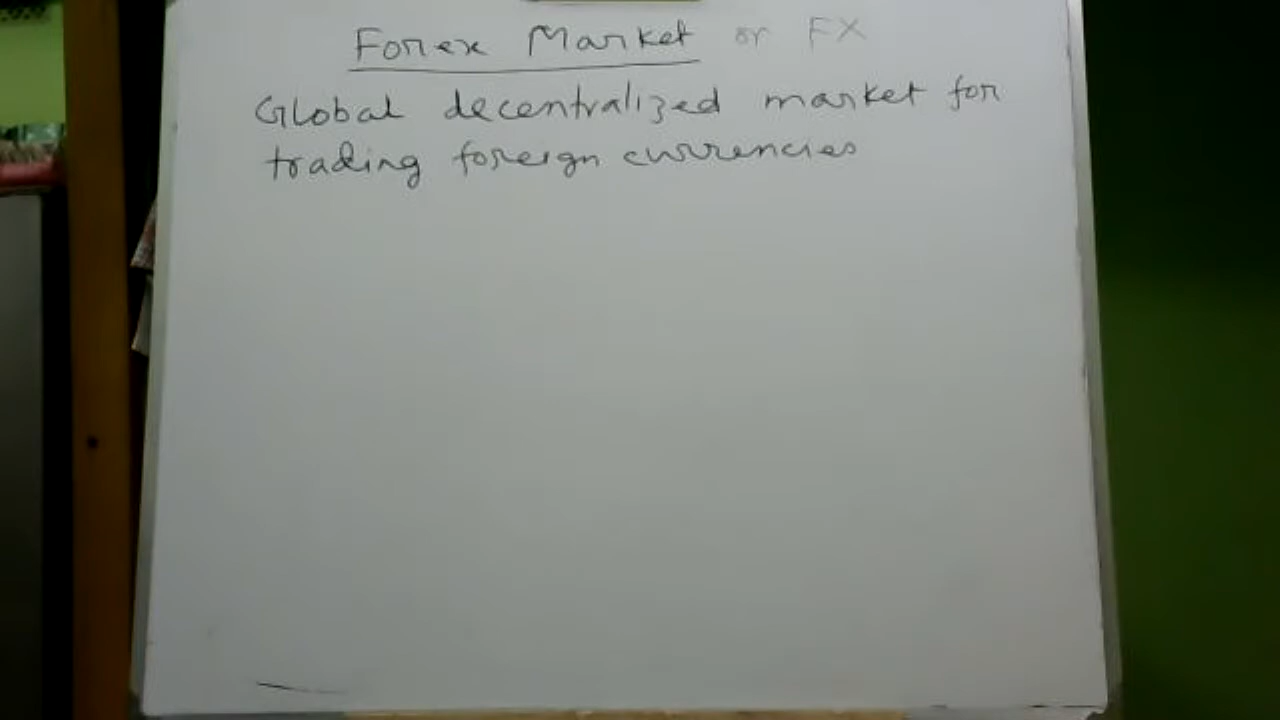 Forex Market or FX
Global decentralized market for
trading foreign currencies